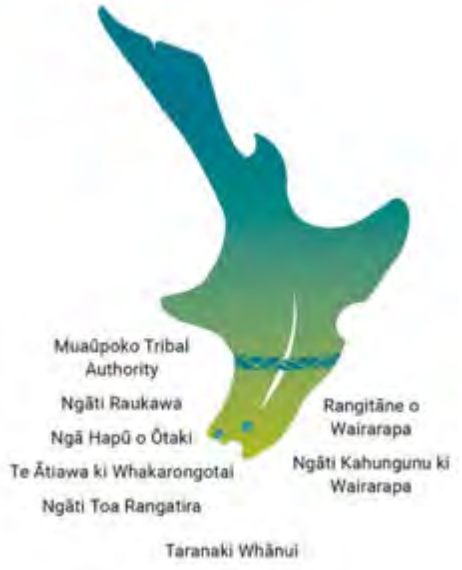 Muaūpoko Tribal
Authority
Ngāti Raukawa
Ngā Hapū o Ōtaki
Te Ātiawa ki Whakarongotai
Ngāti Toa Rangatira
Rangitāne o
Wairarapa
Ngāti Kahungunu ki
Wairarapa
Taranaki Whānui